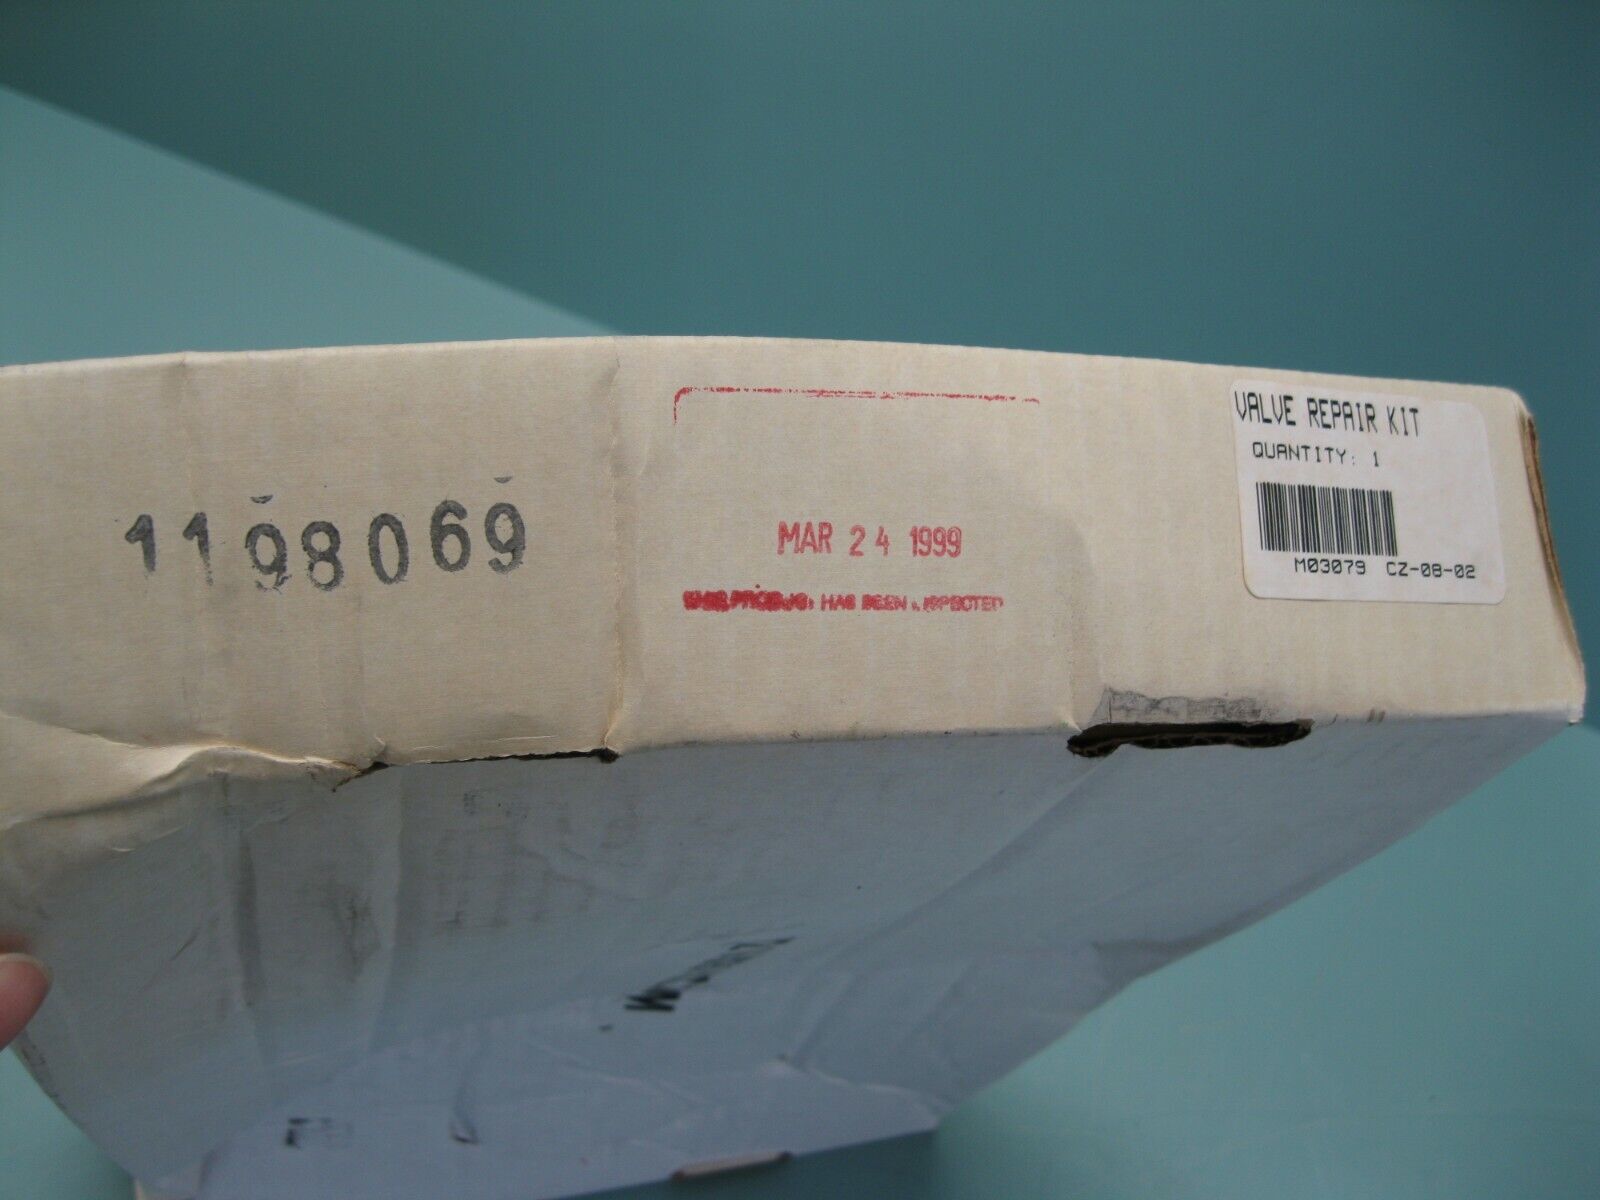 1198069
MAR 24 1999
HAS BEEN
VALVE REPAIR KIT
QUANTITY: 1
M03079 CZ-08-02